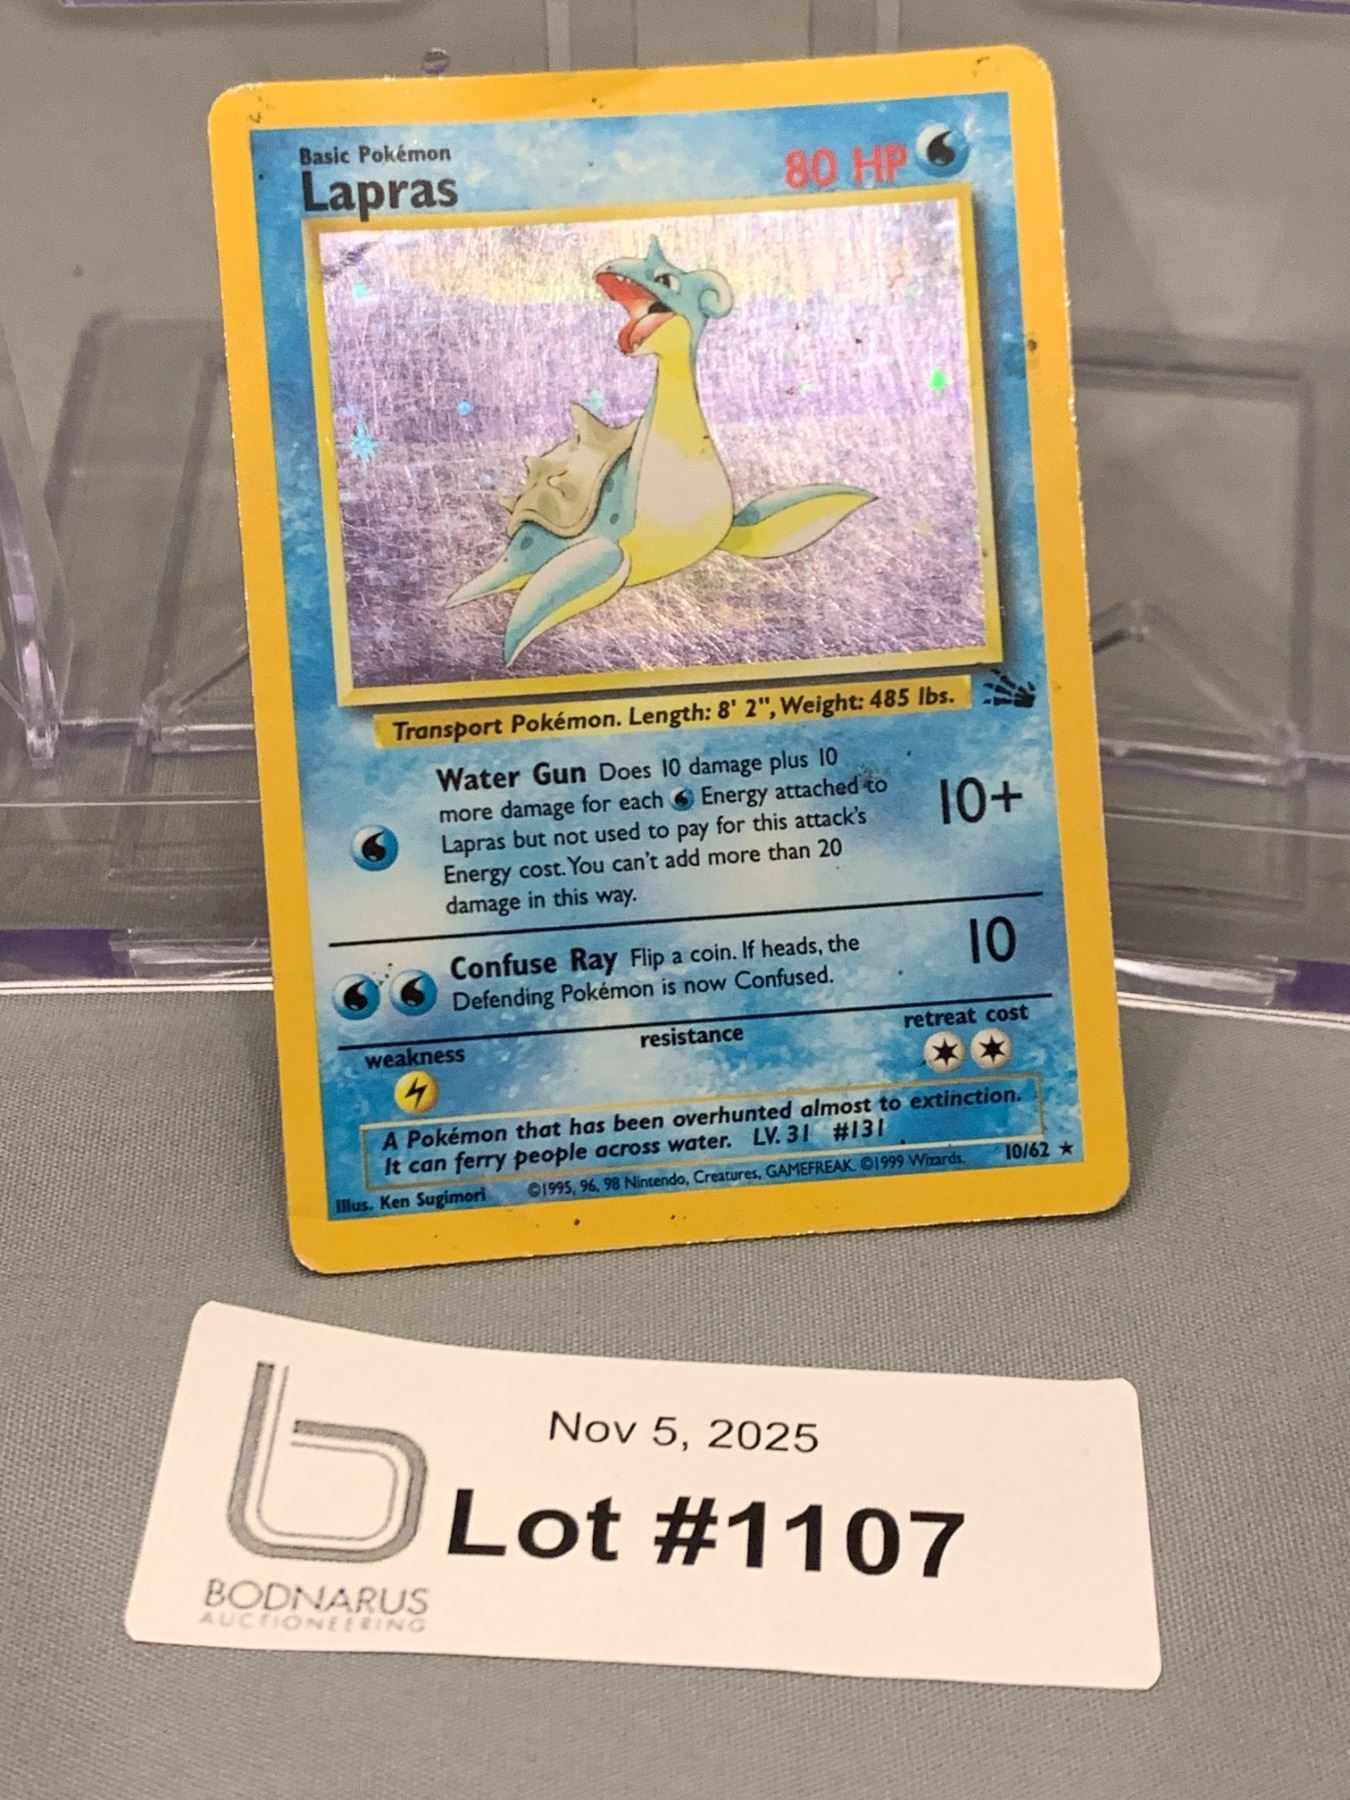 Basic Pokémon
Lapras
80 HP
Transport Pokémon. Length: 8' 2", Weight: 485 lbs.
Water Gun Does 10 damage plus 10
more damage for each Energy attached to
Lapras but not used to pay for this attack's
Energy cost. You can't add more than 20
damage in this way.
10+
Confuse Ray Flip a coin. If heads, the
Defending Pokémon is now Confused.
10
weakness
resistance
retreat cost
A Pokémon that has been overhunted almost to extinction.
It can ferry people across water. LV. 31 #131
Illus. Ken Sugimori
©1995, 96, 98 Nintendo, Creatures, GAMEFREAK. ©1999 Wizards.
10/62 ★
Nov 5, 2025
Lot #1107
BODNARUS
AUCTIONEERING